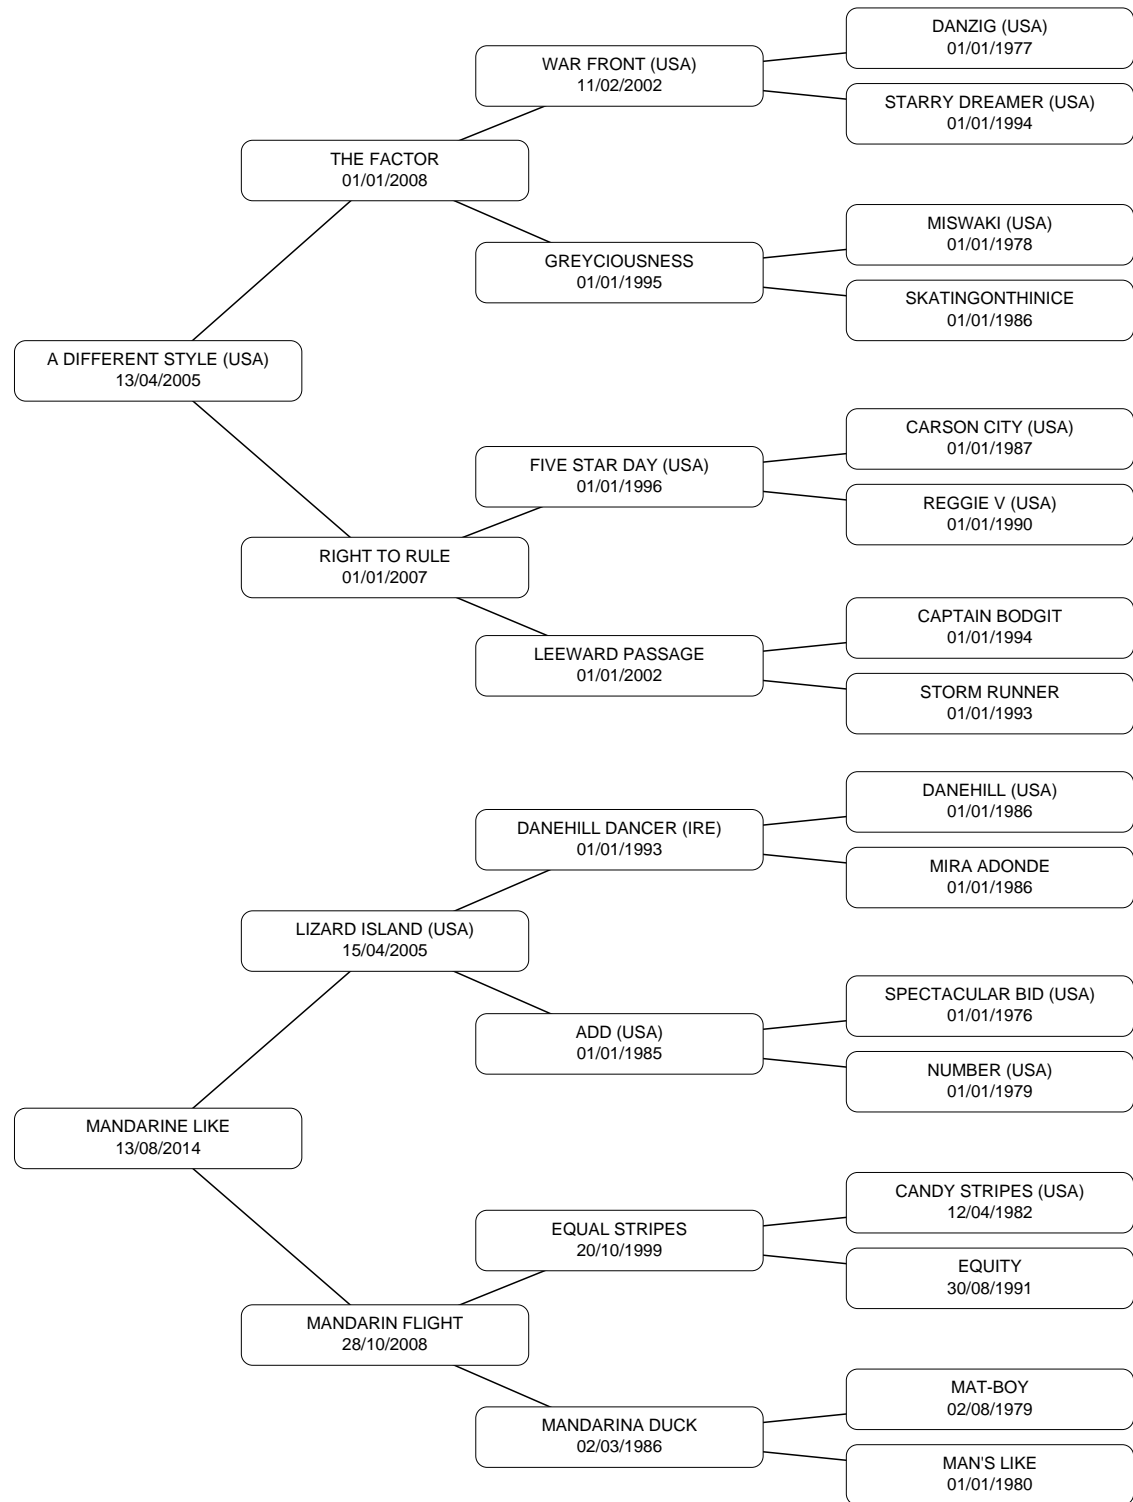 DANZIG (USA)
01/01/1977
WAR FRONT (USA)
11/02/2002
STARRY DREAMER (USA)
01/01/1994
THE FACTOR
01/01/2008
MISWAKI (USA)
01/01/1978
GREYCIOUSNESS
01/01/1995
SKATINGONTHINICE
01/01/1986
A DIFFERENT STYLE (USA)
13/04/2005
CARSON CITY (USA)
01/01/1987
FIVE STAR DAY (USA)
01/01/1996
REGGIE V (USA)
01/01/1990
RIGHT TO RULE
01/01/2007
CAPTAIN BODGIT
01/01/1994
LEEWARD PASSAGE
01/01/2002
STORM RUNNER
01/01/1993
DANEHILL (USA)
01/01/1986
DANEHILL DANCER (IRE)
01/01/1993
MIRA ADONDE
01/01/1986
LIZARD ISLAND (USA)
15/04/2005
SPECTACULAR BID (USA)
01/01/1976
ADD (USA)
01/01/1985
NUMBER (USA)
01/01/1979
MANDARINE LIKE
13/08/2014
CANDY STRIPES (USA)
12/04/1982
EQUAL STRIPES
20/10/1999
EQUITY
30/08/1991
MANDARIN FLIGHT
28/10/2008
MAT-BOY
02/08/1979
MANDARINA DUCK
02/03/1986
MAN'S LIKE
01/01/1980